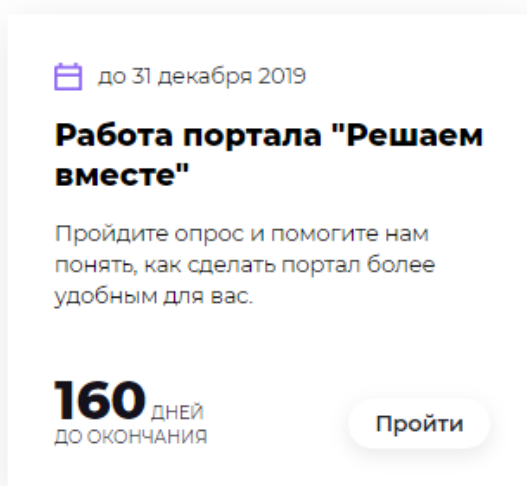 до 31 декабря 2019
Работа портала "Решаем
вместе"
Пройдите опрос и помогите нам
понять, как сделать портал более
удобным для вас.
160 ДНЕЙ
ДО ОКОНЧАНИЯ
Пройти